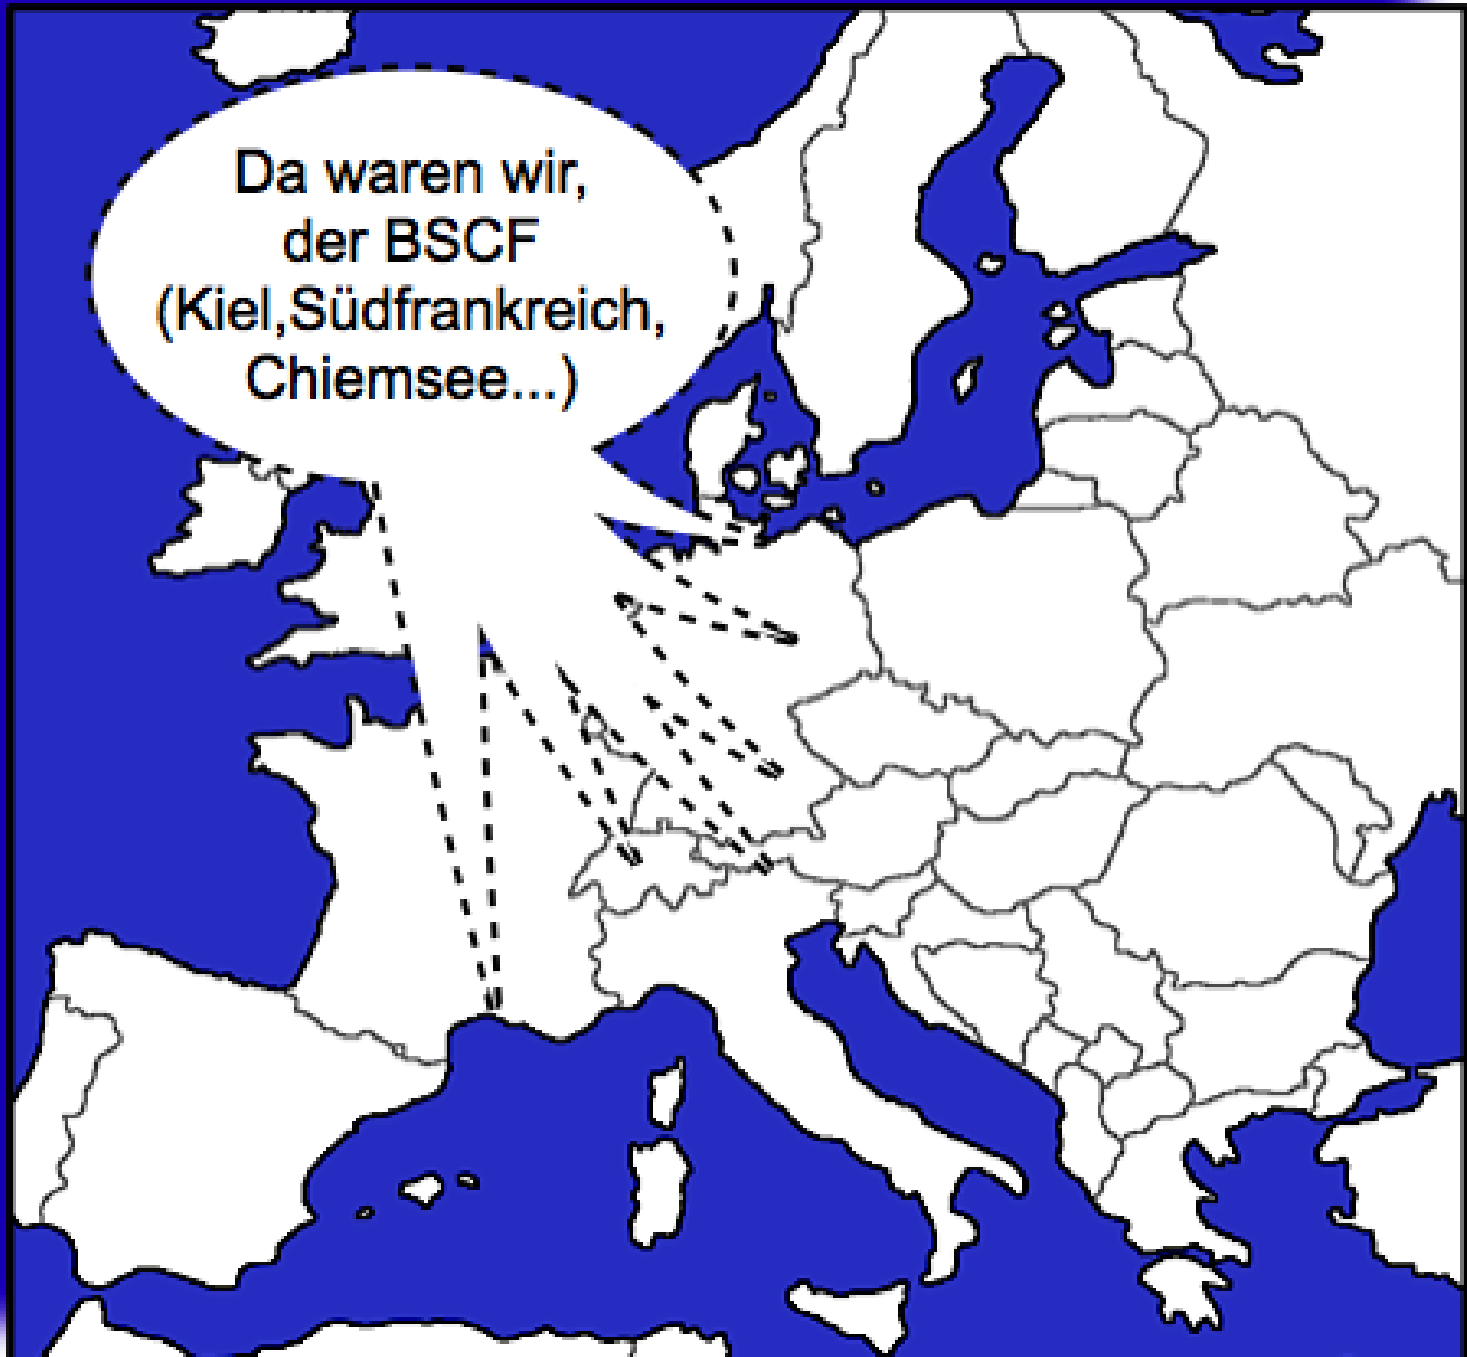 Da waren wir,
der BSCF
(Kiel,Südfrankreich,
Chiemsee...)